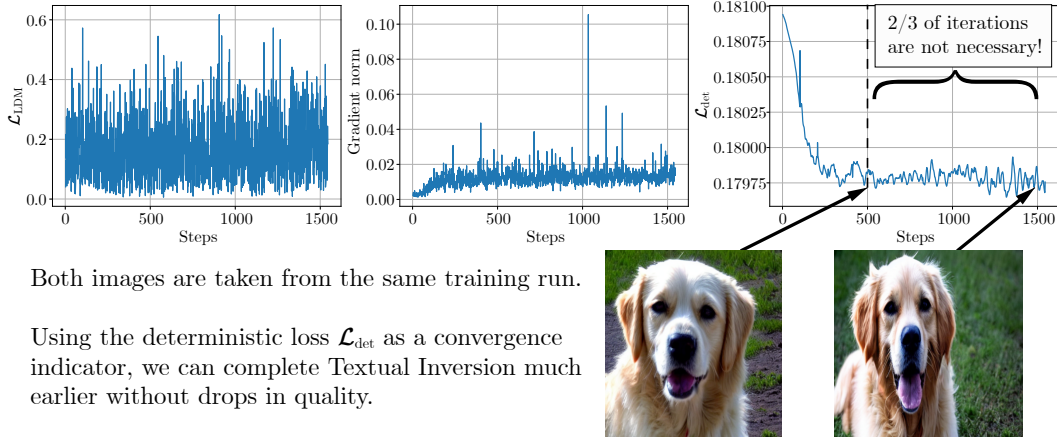 0.6
0.4
0.2
0.0
0
500
1000
1500
Steps
ℒLDM
0.10
0.08
0.06
0.04
0.02
0.00
0
500
1000
1500
Steps
Gradient norm
0.18100
0.18075
0.18050
0.18025
0.18000
0.17975
0
500
1000
1500
Steps
ℒdet
2/3 of iterations
are not necessary!
Both images are taken from the same training run.
Using the deterministic loss ℒdet as a convergence
indicator, we can complete Textual Inversion much
earlier without drops in quality.